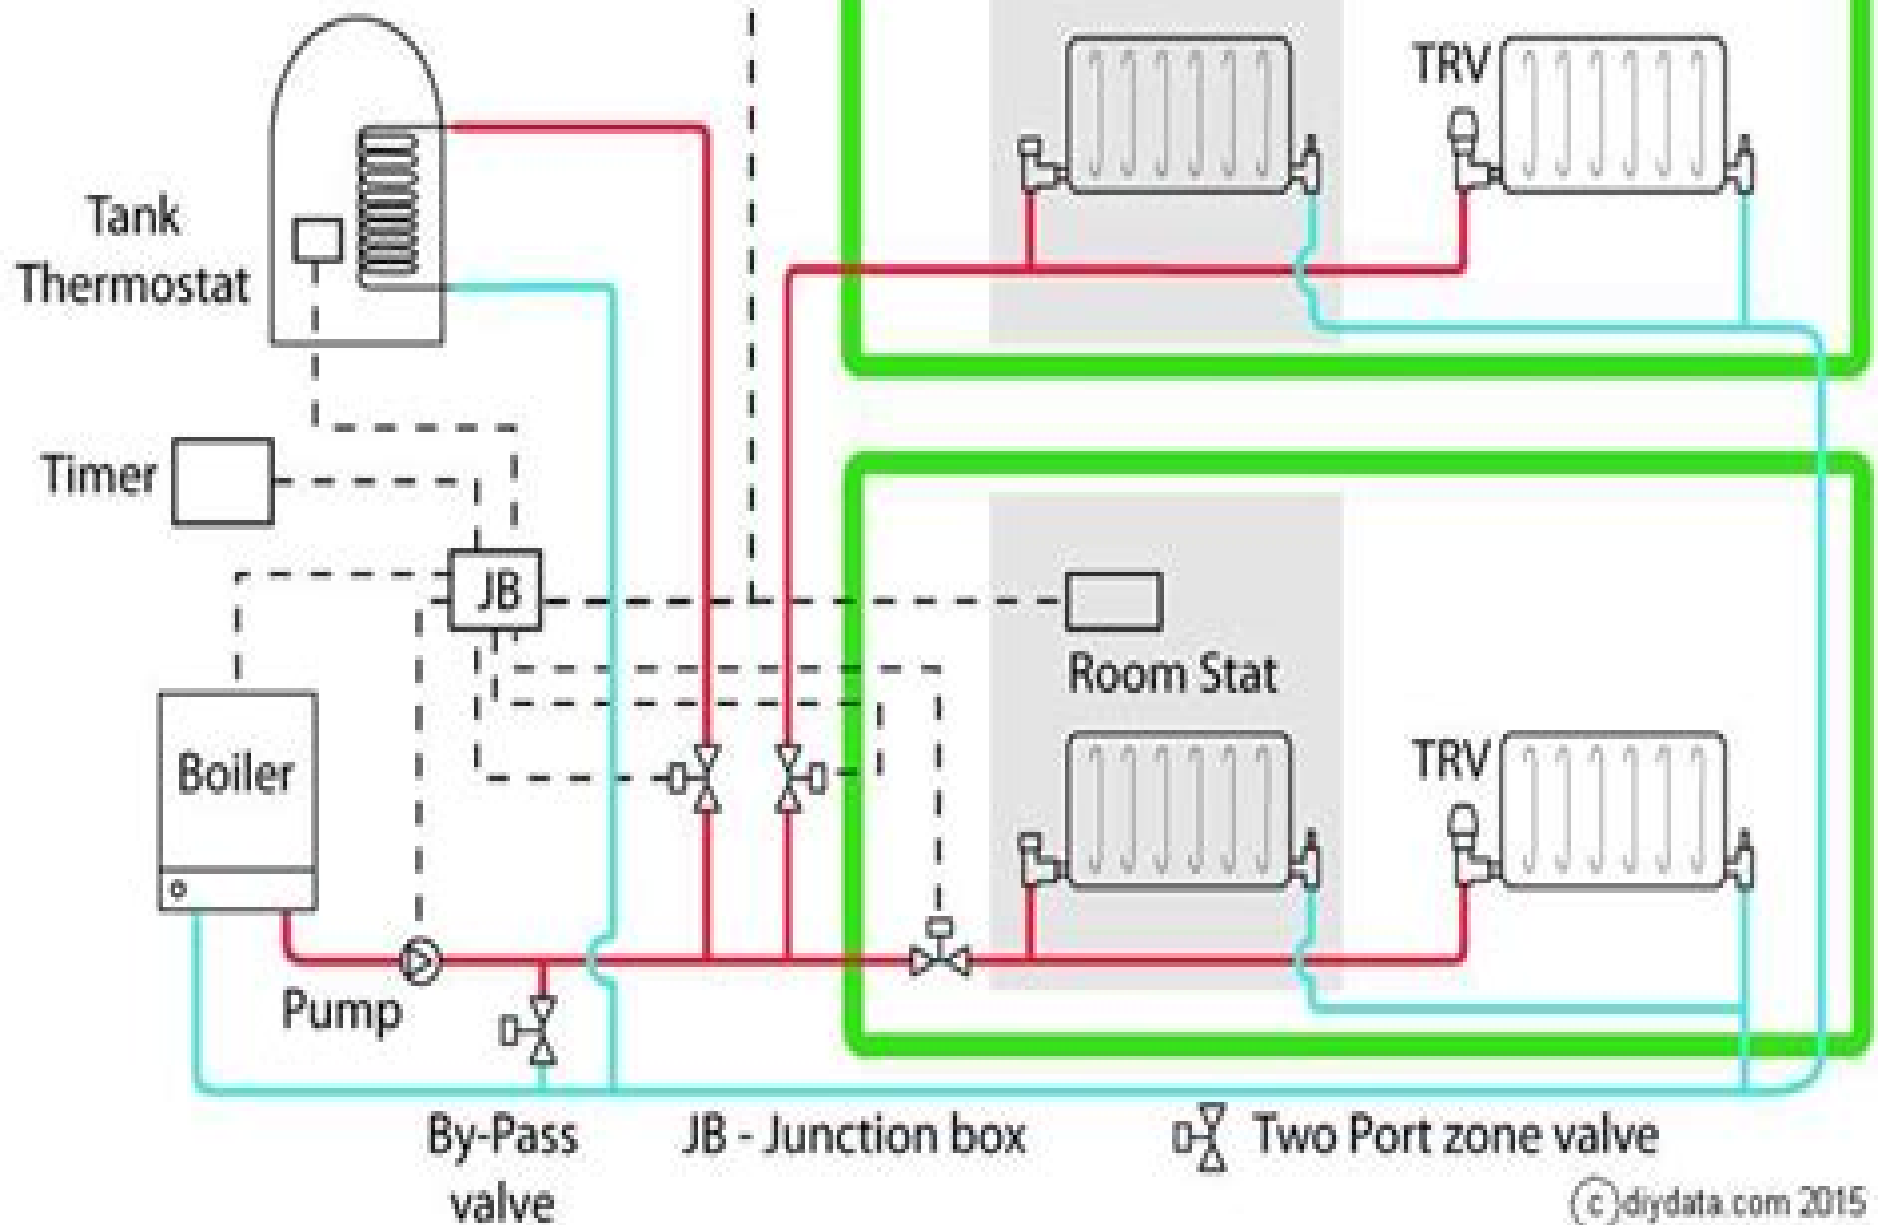 TRV
Tank
Thermostat
Timer
JB
Room Stat
Boiler
TRV
Pump
By-Pass
valve
JB - Junction box
Two Port zone valve
©diydata.com 2015